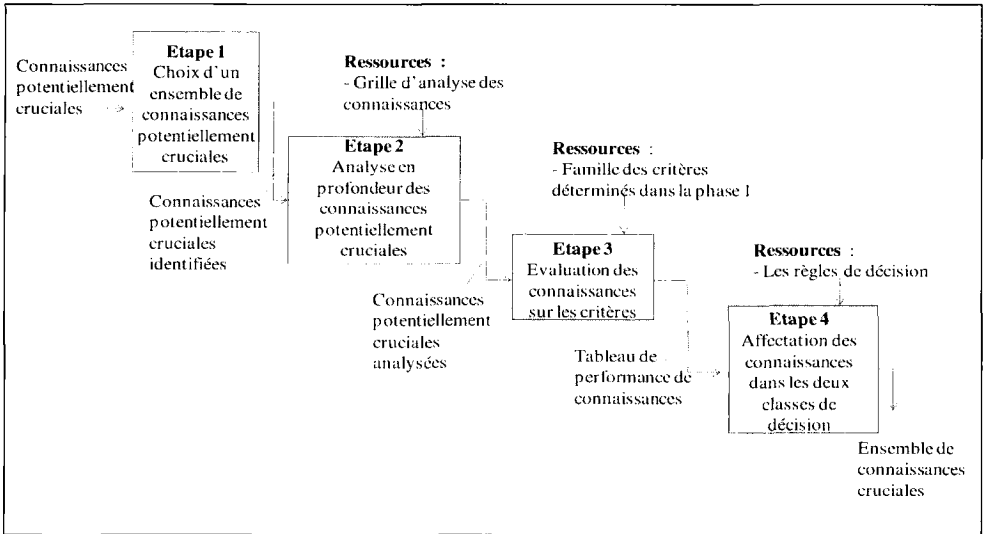 Connaissances
potentiellement
cruciales
Etape 1
Choix d'un
ensemble de
connaissances
potentiellement
cruciales
Ressources :
- Grille d'analyse des
connaissances
Connaissances
potentiellement
cruciales
identifiées
Etape 2
Analyse en
profondeur des
connaissances
potentiellement
cruciales
Ressources :
- Famille des critères
déterminés dans la phase 1
Connaissances
potentiellement
cruciales
analysées
Etape 3
Evaluation des
connaissances
sur les critères
Ressources :
- Les règles de décision
Tableau de
performance de
connaissances
Etape 4
Affectation des
connaissances
dans les deux
classes de
décision
Ensemble de
connaissances
cruciales